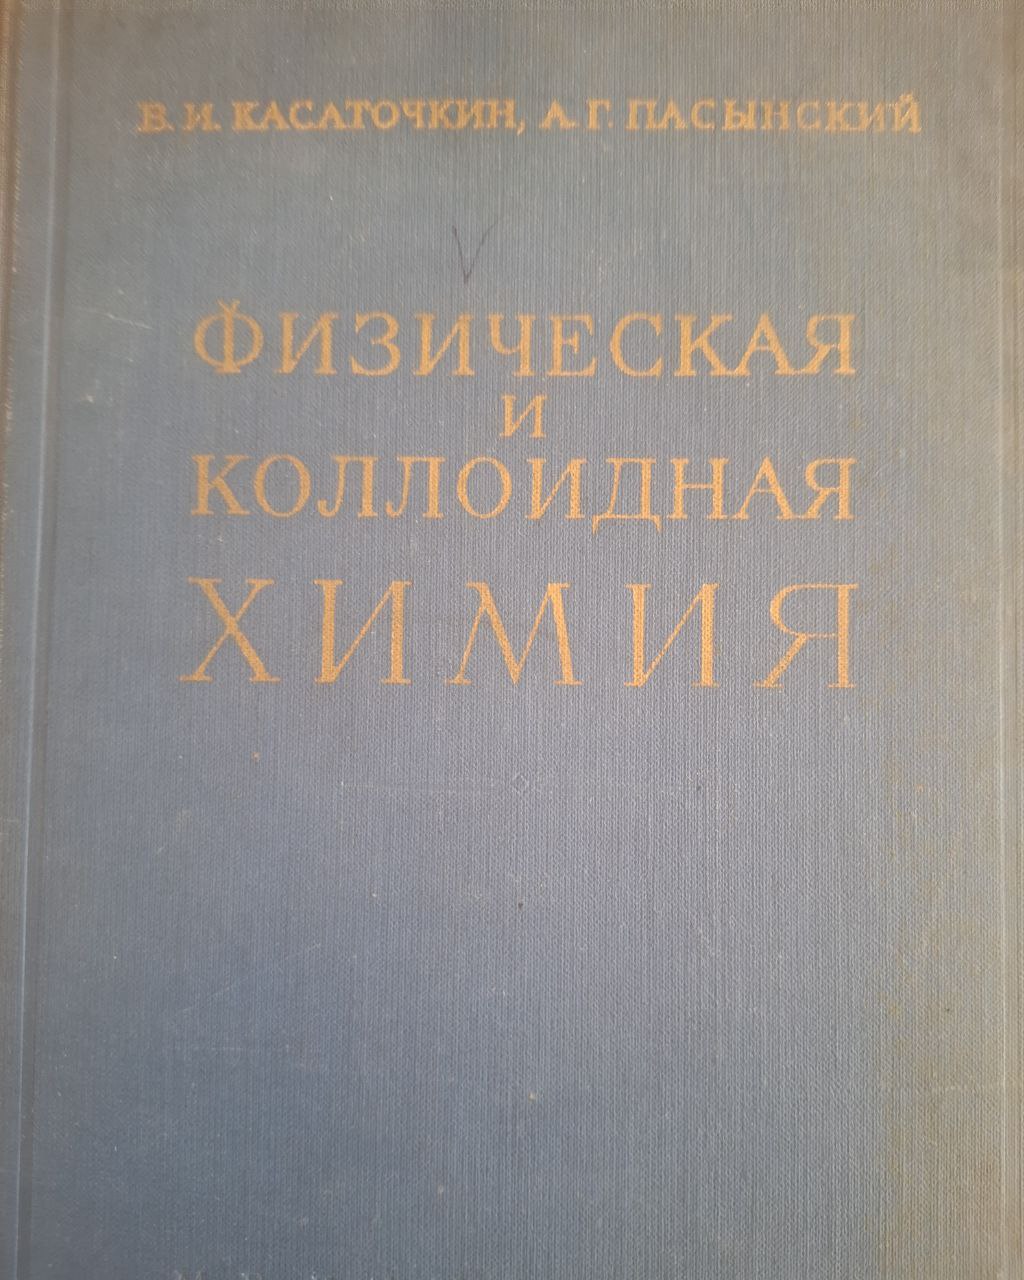 В. И. КАСАТОЧКИН, А. Г. ПАСЫНСКИЙ
ФИЗИЧЕСКАЯ
И
КОЛЛОИДНАЯ
ХИМИЯ